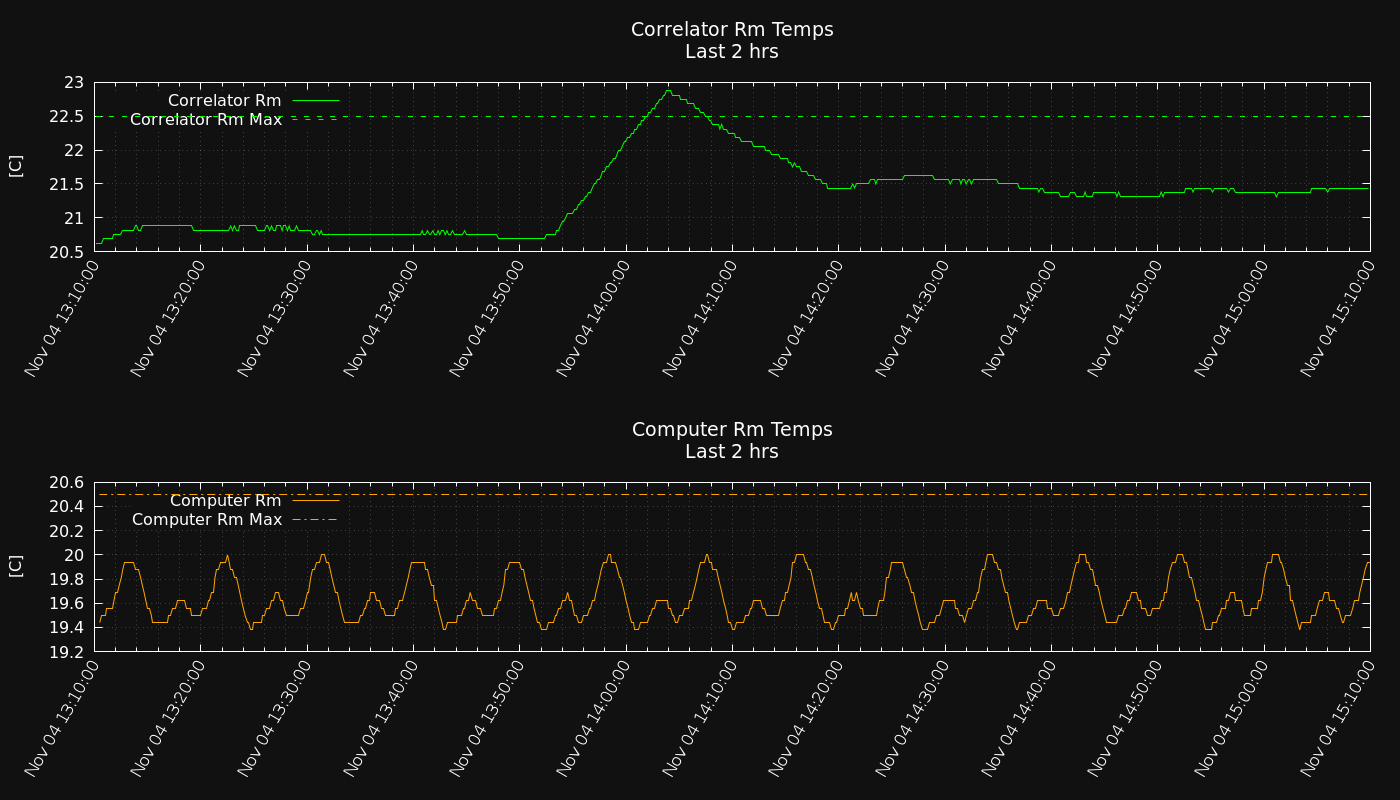 Correlator Rm Temps
Last 2 hrs
23
22.5
22
21.5
21
20.5
[C]
Correlator Rm
Correlator Rm Max
Nov 04 13:10:00
Nov 04 13:20:00
Nov 04 13:30:00
Nov 04 13:40:00
Nov 04 13:50:00
Nov 04 14:00:00
Nov 04 14:10:00
Nov 04 14:20:00
Nov 04 14:30:00
Nov 04 14:40:00
Nov 04 14:50:00
Nov 04 15:00:00
Nov 04 15:10:00
Computer Rm Temps
Last 2 hrs
20.6
20.4
20.2
20
19.8
19.6
19.4
19.2
[C]
Computer Rm
Computer Rm Max
Nov 04 13:10:00
Nov 04 13:20:00
Nov 04 13:30:00
Nov 04 13:40:00
Nov 04 13:50:00
Nov 04 14:00:00
Nov 04 14:10:00
Nov 04 14:20:00
Nov 04 14:30:00
Nov 04 14:40:00
Nov 04 14:50:00
Nov 04 15:00:00
Nov 04 15:10:00